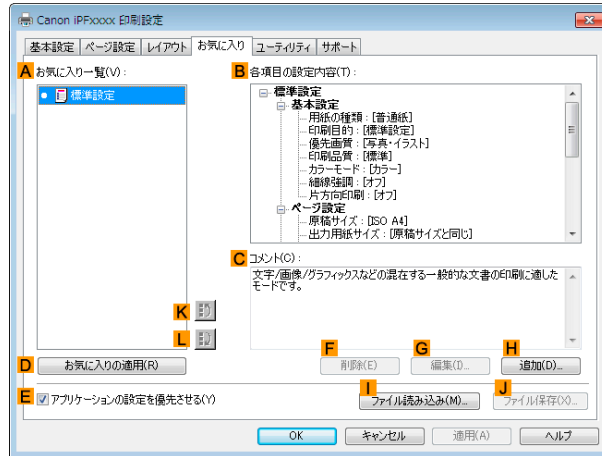 Canon iPFxxxx 印刷設定
基本設定 ページ設定 レイアウト お気に入り ユーティリティ サポート
A お気に入り一覧(V):
標準設定
B 各項目の設定内容(T):
標準設定
基本設定
用紙の種類:[普通紙]
印刷目的:[標準設定]
優先画質:[写真・イラスト]
印刷品質:[標準]
カラーモード:[カラー]
細線強調:[オフ]
片方向印刷:[オフ]
ページ設定
原稿サイズ:[ISO A4]
出力用紙サイズ:[原稿サイズと同じ]
C コメント(C):
文字/画像/グラフィックスなどの混在する一般的な文書の印刷に適した
モードです。
K
L
F G H
D お気に入りの適用(R) 削除(E) 編集(I)... 追加(D)...
I J
E アプリケーションの設定を優先させる(Y) ファイル読み込み(M)... ファイル保存(X)...
OK キャンセル 適用(A) ヘルプ